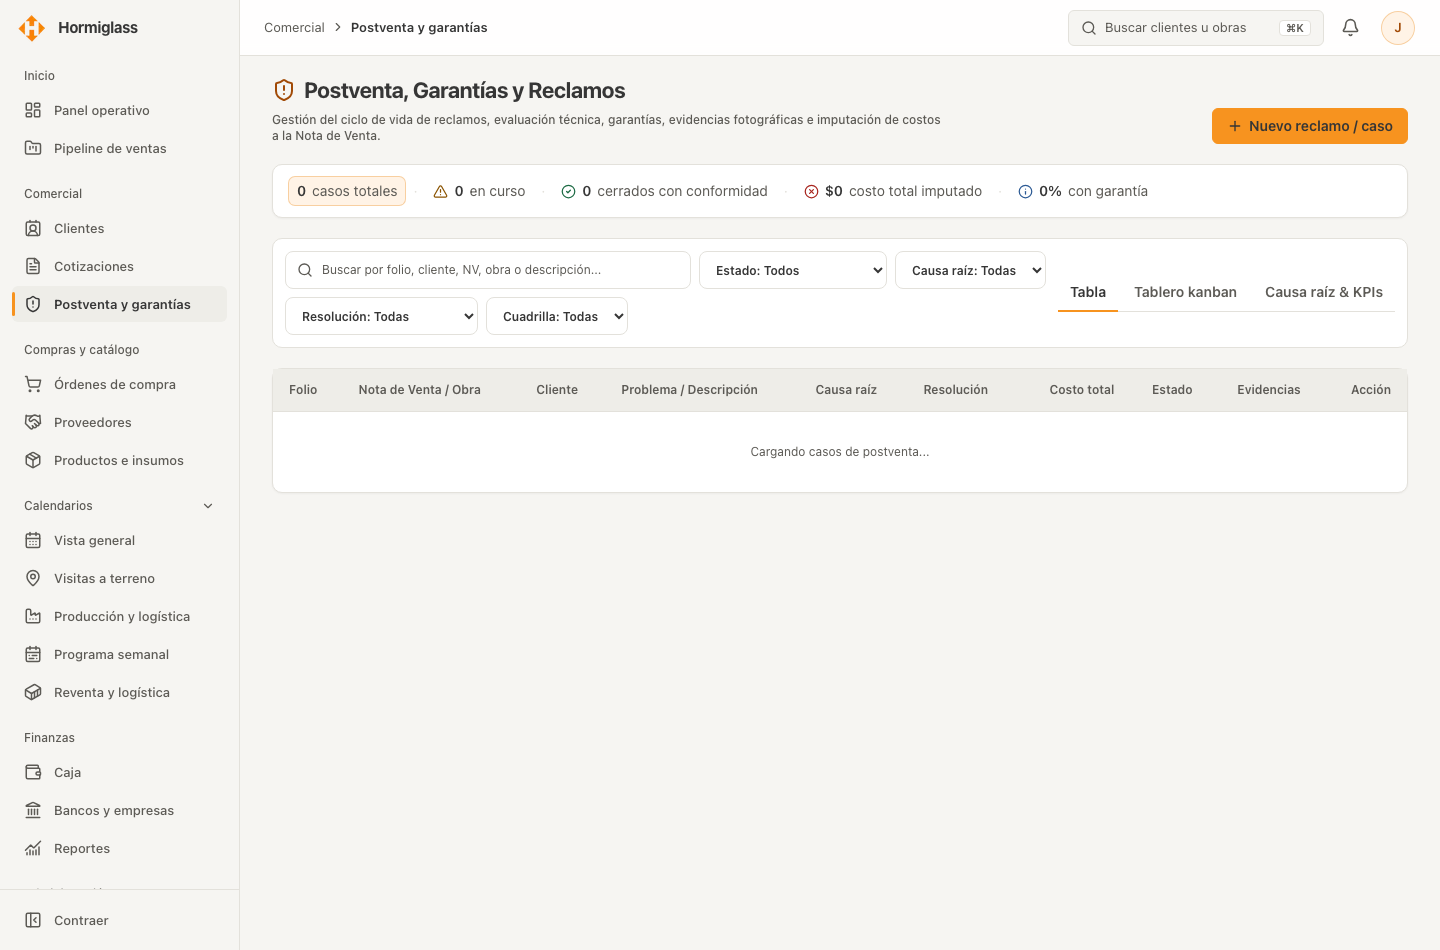 Hormiglass
Inicio
Panel operativo
Pipeline de ventas
Comercial
Clientes
Cotizaciones
Postventa y garantías
Compras y catálogo
Órdenes de compra
Proveedores
Productos e insumos
Calendarios
Vista general
Visitas a terreno
Producción y logística
Programa semanal
Reventa y logística
Finanzas
Caja
Bancos y empresas
Reportes
Contraer
Comercial > Postventa y garantías
Buscar clientes u obras ⌘K
J
Postventa, Garantías y Reclamos
Gestión del ciclo de vida de reclamos, evaluación técnica, garantías, evidencias fotográficas e imputación de costos
a la Nota de Venta.
+ Nuevo reclamo / caso
0 casos totales · 0 en curso · 0 cerrados con conformidad · $0 costo total imputado · 0% con garantía
Buscar por folio, cliente, NV, obra o descripción...
Estado: Todos
Causa raíz: Todas
Resolución: Todas
Cuadrilla: Todas
Tabla
Tablero kanban
Causa raíz & KPIs
Folio Nota de Venta / Obra Cliente Problema / Descripción Causa raíz Resolución Costo total Estado Evidencias Acción
Cargando casos de postventa...